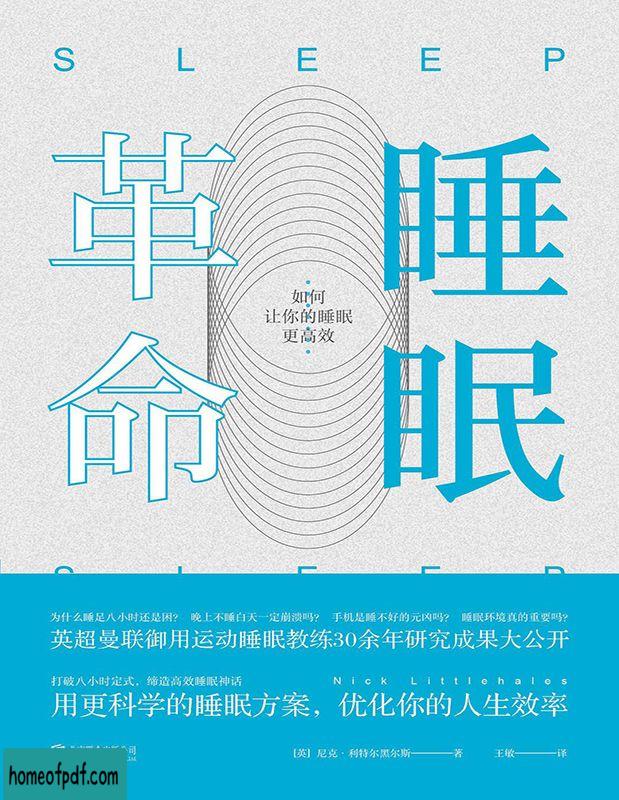 SLEEP
睡眠
革命
如何
让你的睡眠
更高效
SLEEP
为什么睡足八小时还是困? 晚上不睡白天一定崩溃吗? 手机是睡不好的元凶吗? 睡眠环境真的重要吗?
英超曼联御用运动睡眠教练30余年研究成果大公开
打破八小时定式，缔造高效睡眠神话
Nick Littlehales
用更科学的睡眠方案，优化你的人生效率
[英] 尼克·利特尔黑尔斯————著 王敏————译
homeofpdf.com